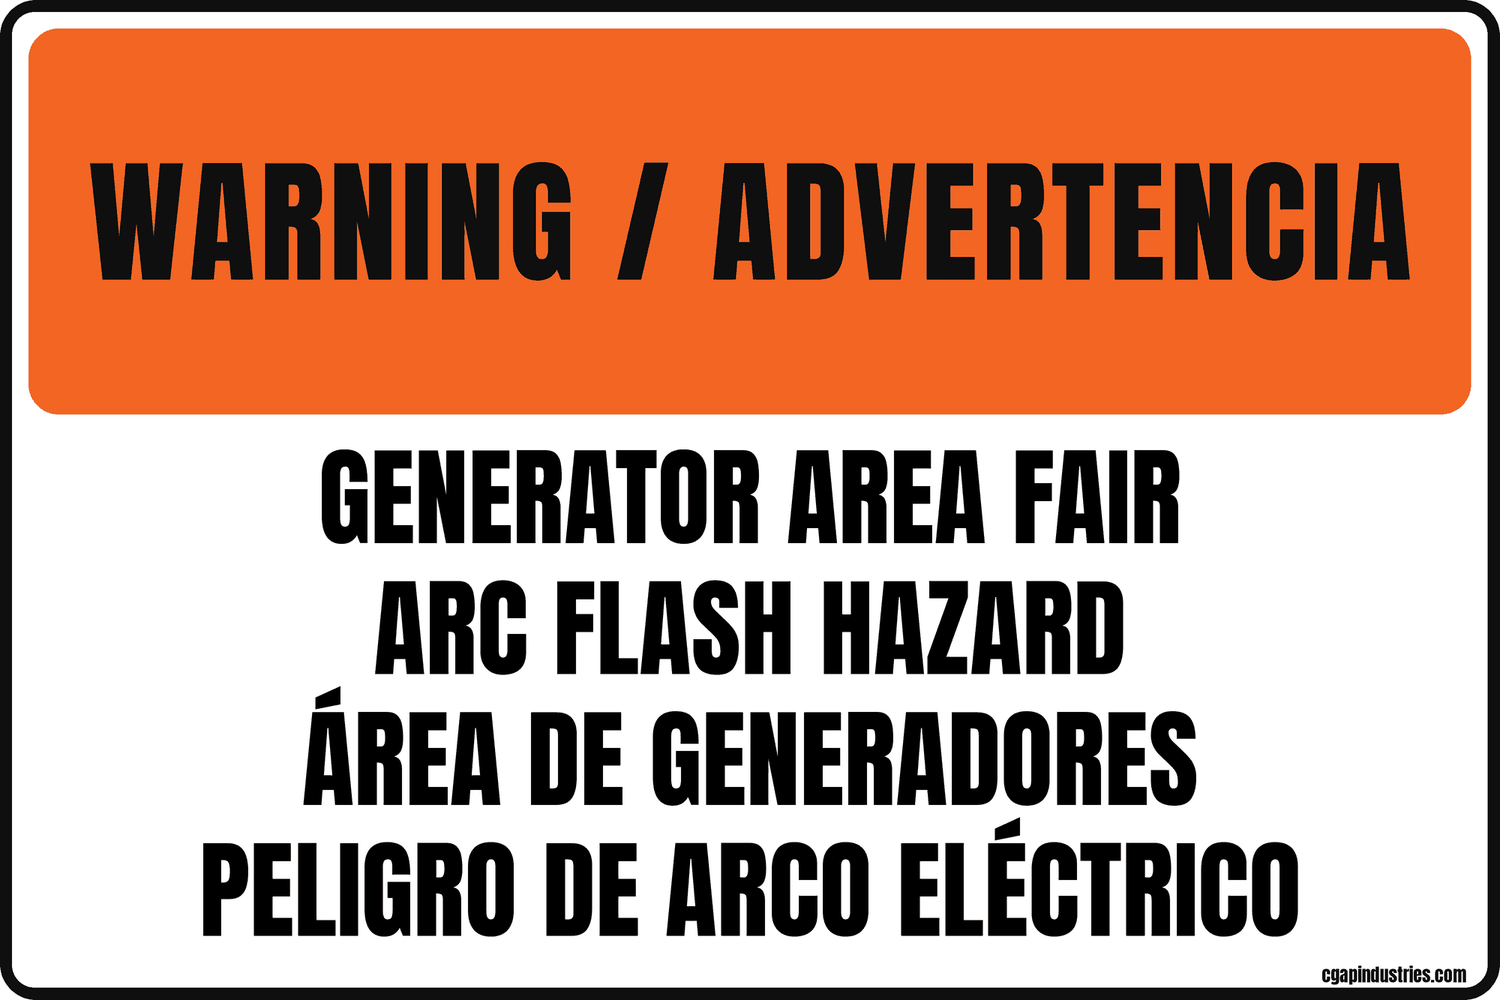 WARNING / ADVERTENCIA
GENERATOR AREA FAIR
ARC FLASH HAZARD
ÁREA DE GENERADORES
PELIGRO DE ARCO ELÉCTRICO
cgapindustries.com